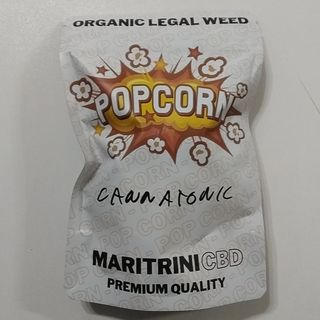 ORGANIC LEGAL WEED
POPCORN
CANNATONIC
MARITRINI CBD
PREMIUM QUALITY